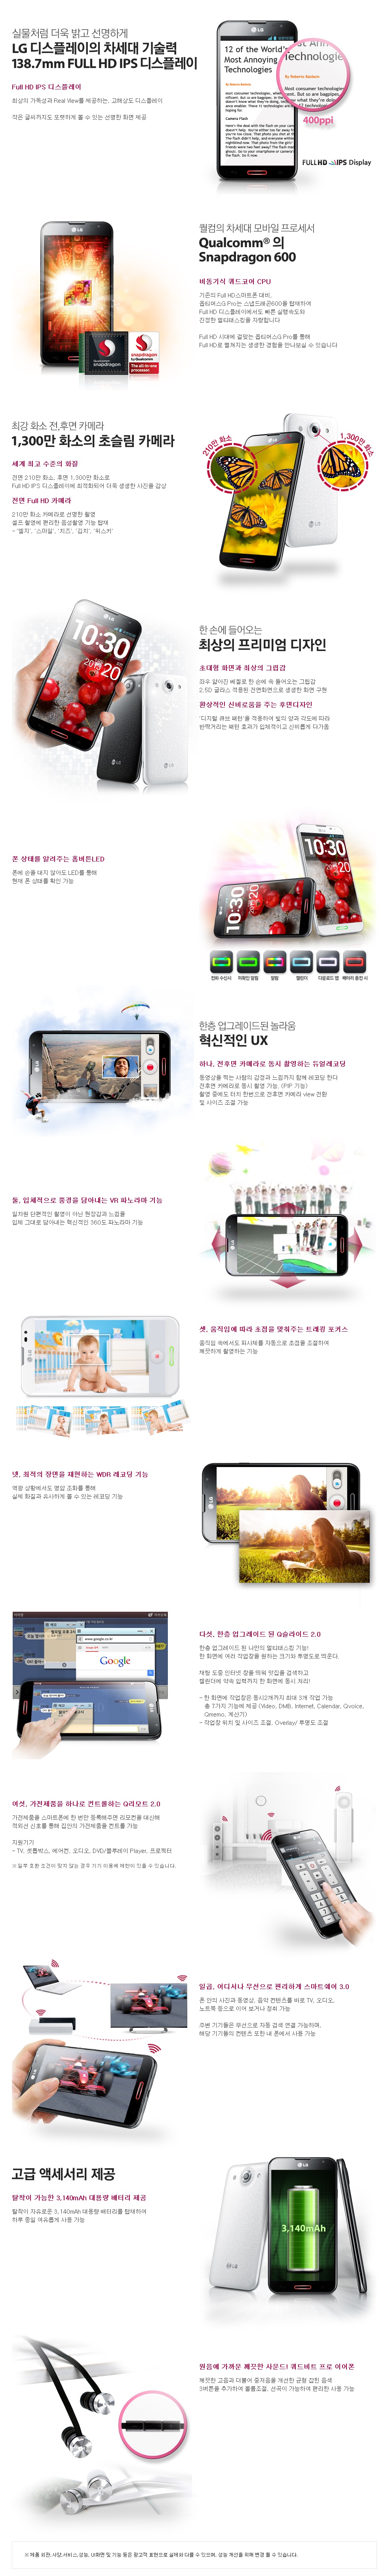 실물처럼 더욱 밝고 선명하게
LG 디스플레이의 차세대 기술력
138.7mm FULL HD IPS 디스플레이
Full HD IPS 디스플레이
최상의 가독성과 Real View를 제공하는, 고해상도 디스플레이
작은 글씨까지도 또렷하게 볼 수 있는 선명한 화면 제공
12 of the World's
Most Annoying
Technologies
By Roberto Baldwin
Camera Flash
400ppi
FULL HD IPS Display
퀄컴의 차세대 모바일 프로세서
Qualcomm® 의
Snapdragon 600
비동기식 쿼드코어 CPU
기존의 Full HD스마트폰 대비,
옵티머스G Pro는 스냅드래곤600을 탑재하여
Full HD 디스플레이에서도 빠른 실행속도와
진정한 멀티태스킹을 자랑합니다
Full HD 시대에 걸맞는 옵티머스G Pro를 통해
Full HD로 펼쳐지는 생생한 경험을 만나보실 수 있습니다
snapdragon
snapdragon
by Qualcomm
The all-in-one
processor.
최강 화소 전,후면 카메라
1,300만 화소의 초슬림 카메라
세계 최고 수준의 화질
전면 210만 화소, 후면 1,300만 화소로
Full HD IPS 디스플레이에 최적화되어 더욱 생생한 사진을 감상
전면 Full HD 카메라
210만 화소 카메라로 선명한 촬영
셀프 촬영에 편리한 음성촬영 기능 탑재
- '엘지', '스마일', '치즈', '김치', '위스키'
210만 화소
1,300만 화소
한 손에 들어오는
최상의 프리미엄 디자인
초대형 화면과 최상의 그립감
좌우 얇아진 베젤로 한 손에 쏙 들어오는 그립감
2.5D 글라스 적용된 전면화면으로 생생한 화면 구현
환상적인 신비로움을 주는 후면디자인
'디지털 큐브 패턴'을 적용하여 빛의 양과 각도에 따라
반짝거리는 패턴 효과가 입체적이고 신비롭게 다가옴
10:30
폰 상태를 알려주는 홈버튼LED
폰에 손을 대지 않아도 LED를 통해
현재 폰 상태를 확인 가능
10:30
20
10:30
20
전화 수신시
미확인 알림
알람
캘린더
다운로드 앱
배터리 충전 시
한층 업그레이드된 놀라움
혁신적인 UX
하나, 전후면 카메라로 동시 촬영하는 듀얼레코딩
동영상을 찍는 사람의 감정과 느낌까지 함께 레코딩 한다
전후면 카메라로 동시 촬영 가능, (PIP 기능)
촬영 중에도 터치 한번으로 전후면 카메라 view 전환
및 사이즈 조절 가능
둘, 입체적으로 풍경을 담아내는 VR 파노라마 기능
일차원 단편적인 촬영이 아닌 현장감과 느낌을
입체 그대로 담아내는 혁신적인 360도 파노라마 기능
셋, 움직임에 따라 초점을 맞춰주는 트래킹 포커스
움직임 속에서도 피사체를 자동으로 초점을 조절하여
깨끗하게 촬영하는 기능
넷, 최적의 장면을 재현하는 WDR 레코딩 기능
역광 상황에서도 명암 조화를 통해
실제 화질과 유사하게 볼 수 있는 레코딩 기능
www.google.co.kr
Google
다섯, 한층 업그레이드 된 Q슬라이드 2.0
한층 업그레이드 된 나만의 멀티태스킹 기능!
한 화면에 여러 작업창을 원하는 크기와 투명도로 띄운다.
채팅 도중 인터넷 창을 띄워 맛집을 검색하고
캘린더에 약속 입력까지 한 화면에 동시 처리!
- 한 화면에 작업창은 동시2개까지 최대 3개 작업 가능
총 7가지 기능에 제공 (Video, DMB, Internet, Calendar, Qvoice,
Qmemo, 계산기)
- 작업창 위치 및 사이즈 조절, Overlay/ 투명도 조절
여섯, 가전제품을 하나로 컨트롤하는 Q리모트 2.0
가전제품을 스마트폰에 한 번만 등록해주면 리모컨을 대신해
적외선 신호를 통해 집안의 가전제품을 컨트롤 가능
지원기기
- TV, 셋톱박스, 에어컨, 오디오, DVD/블루레이 Player, 프로젝터
※일부 호환 조건이 맞지 않는 경우 기기 이용에 제한이 있을 수 있습니다.
일곱, 어디서나 무선으로 편리하게 스마트쉐어 3.0
폰 안의 사진과 동영상, 음악 컨텐츠를 바로 TV, 오디오,
노트북 등으로 이어 보거나 청취 가능
주변 기기들은 무선으로 자동 검색 연결 가능하며,
해당 기기들의 컨텐츠 또한 내 폰에서 사용 가능
고급 액세서리 제공
탈착이 가능한 3,140mAh 대용량 배터리 제공
탈착이 자유로운 3,140mAh 대용량 배터리를 탑재하여
하루 종일 여유롭게 사용 가능
3,140mAh
원음에 가까운 깨끗한 사운드! 쿼드비트 프로 이어폰
깨끗한 고음과 더불어 중저음을 개선한 균형 잡힌 음색
3버튼을 추가하여 볼륨조절, 선곡이 가능하여 편리한 사용 가능
※ 제품 외관,사양,서비스,성능, UI화면 및 기능 등은 광고적 표현으로 실제와 다를 수 있으며, 성능 개선을 위해 변경 될 수 있습니다.